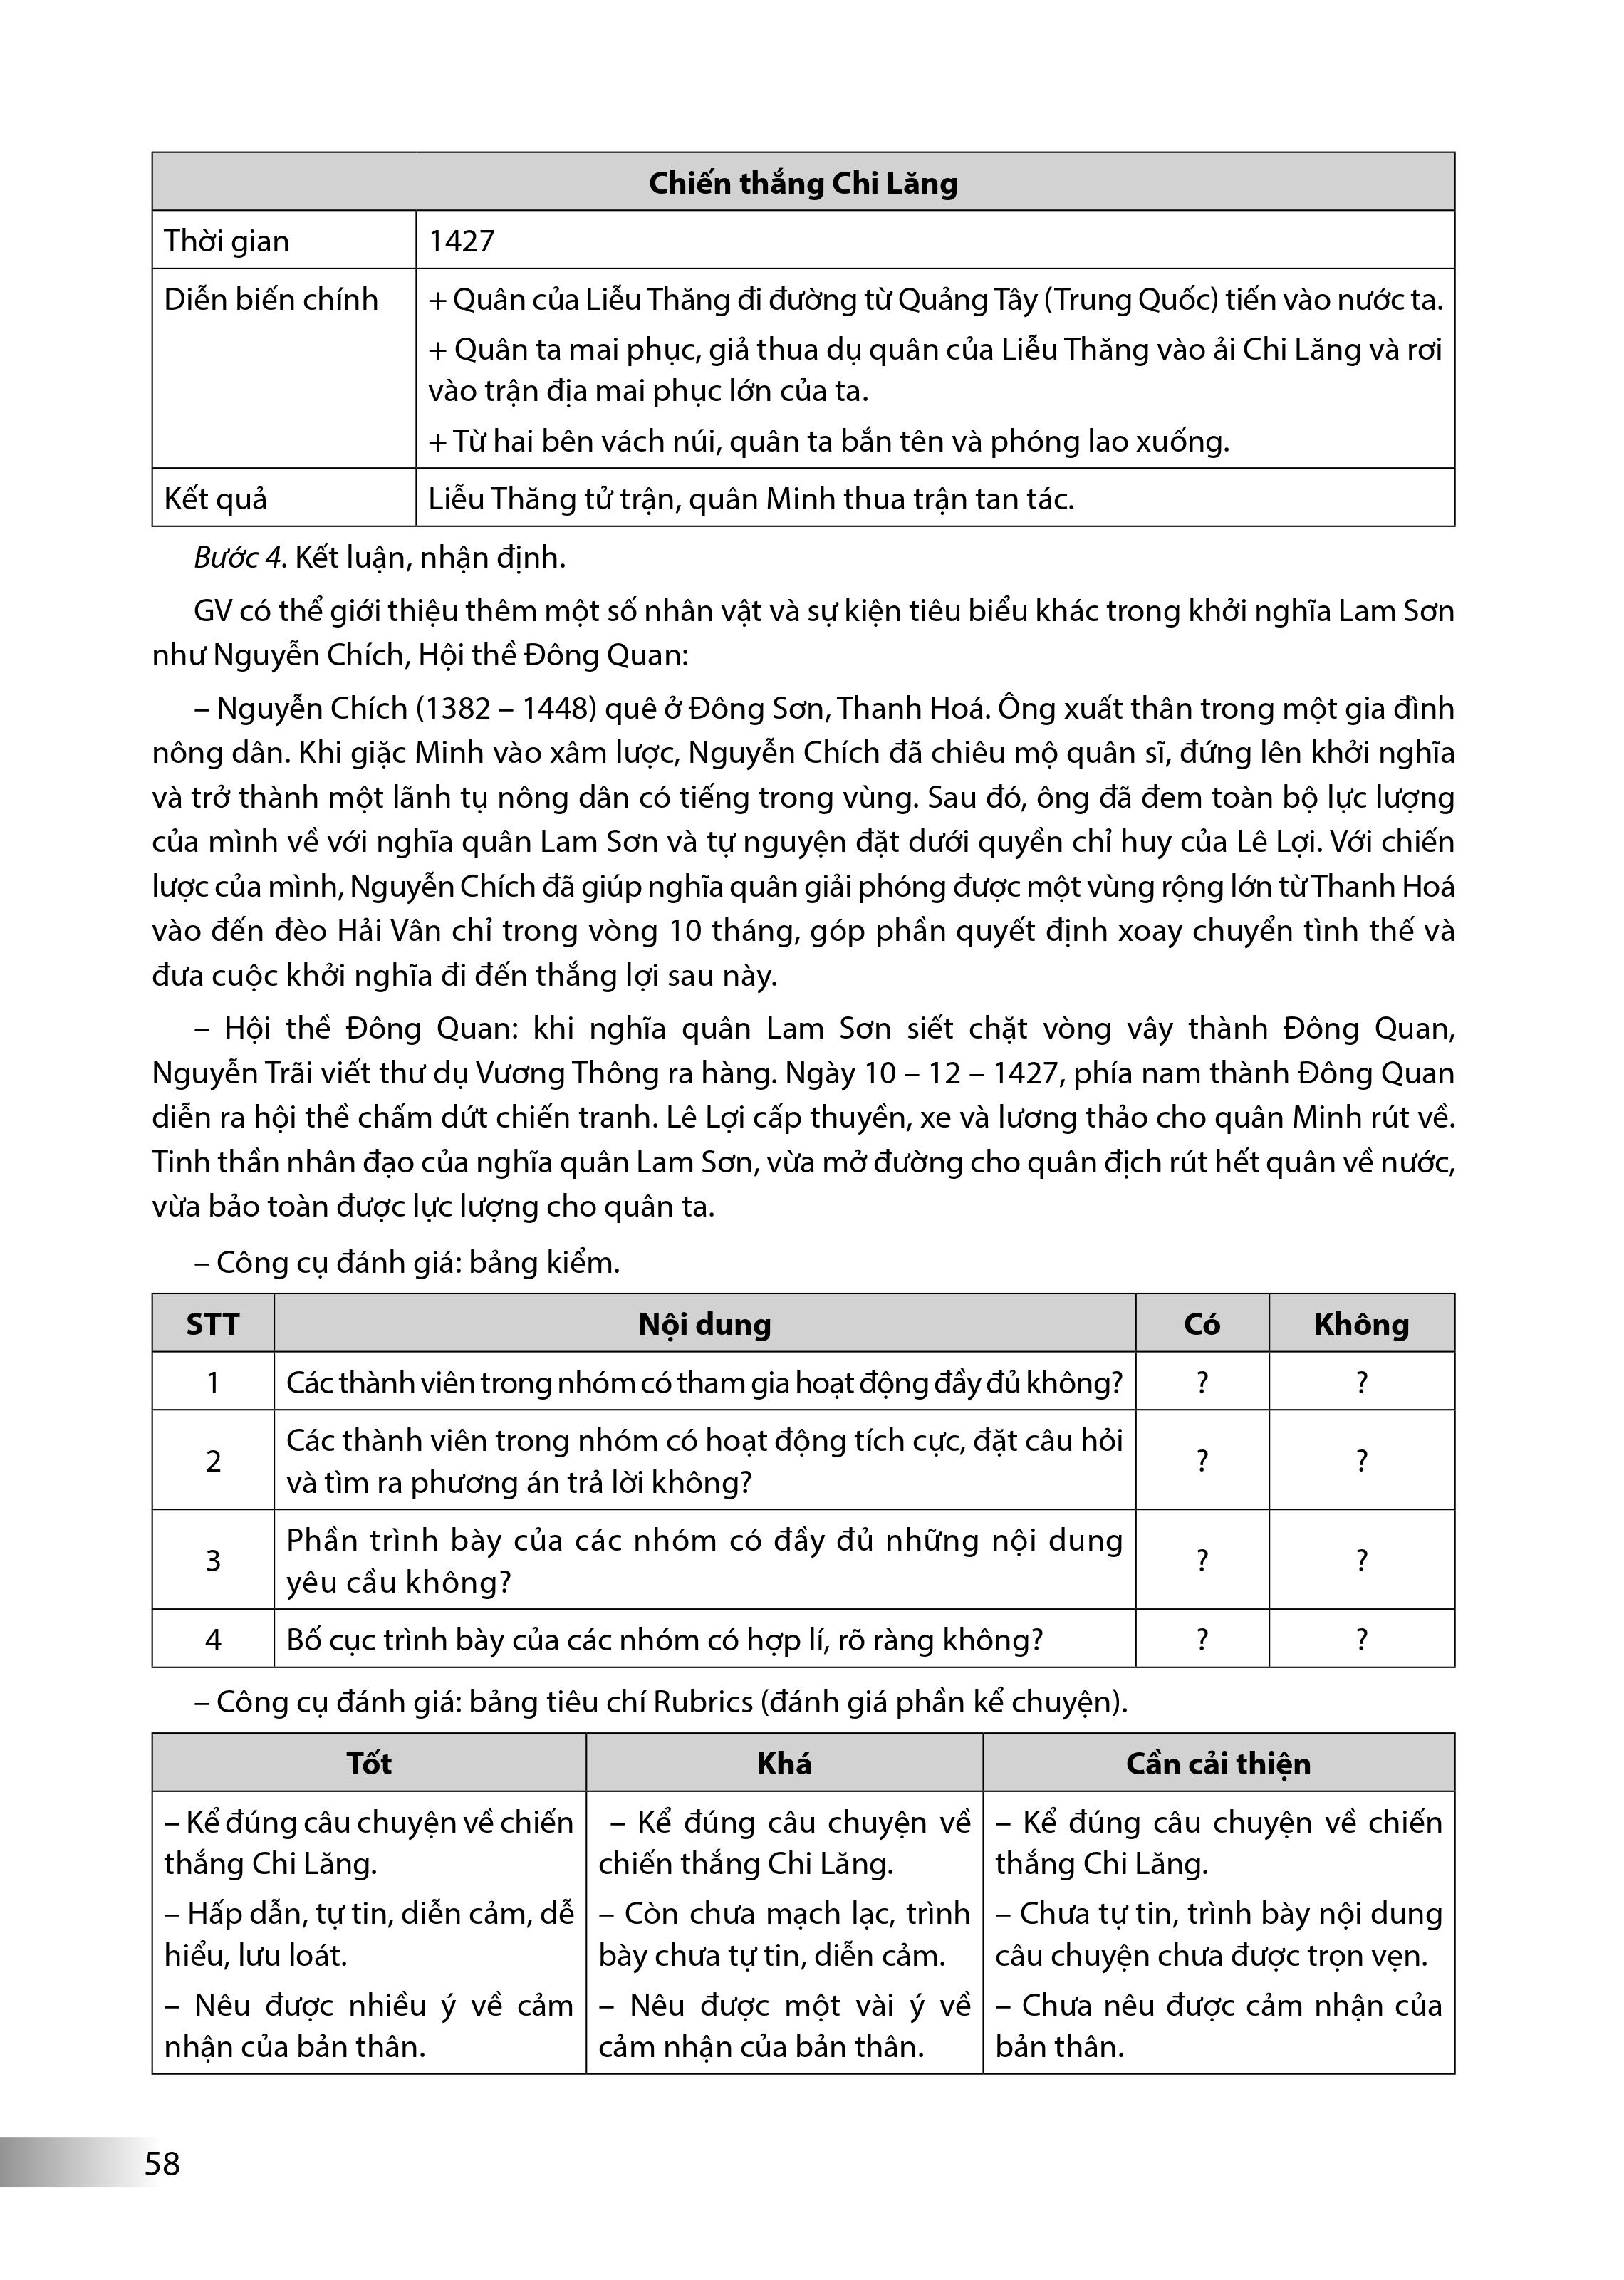 Chiến thắng Chi Lăng
Thời gian
1427
Diễn biến chính
+ Quân của Liễu Thăng đi đường từ Quảng Tây (Trung Quốc) tiến vào nước ta.
+ Quân ta mai phục, giả thua dụ quân của Liễu Thăng vào ải Chi Lăng và rơi
vào trận địa mai phục lớn của ta.
+ Từ hai bên vách núi, quân ta bắn tên và phóng lao xuống.
Kết quả
Liễu Thăng tử trận, quân Minh thua trận tan tác.
Bước 4. Kết luận, nhận định.
GV có thể giới thiệu thêm một số nhân vật và sự kiện tiêu biểu khác trong khởi nghĩa Lam Sơn
như Nguyễn Chích, Hội thề Đông Quan:
– Nguyễn Chích (1382 – 1448) quê ở Đông Sơn, Thanh Hoá. Ông xuất thân trong một gia đình
nông dân. Khi giặc Minh vào xâm lược, Nguyễn Chích đã chiêu mộ quân sĩ, đứng lên khởi nghĩa
và trở thành một lãnh tụ nông dân có tiếng trong vùng. Sau đó, ông đã đem toàn bộ lực lượng
của mình về với nghĩa quân Lam Sơn và tự nguyện đặt dưới quyền chỉ huy của Lê Lợi. Với chiến
lược của mình, Nguyễn Chích đã giúp nghĩa quân giải phóng được một vùng rộng lớn từ Thanh Hoá
vào đến đèo Hải Vân chỉ trong vòng 10 tháng, góp phần quyết định xoay chuyển tình thế và
đưa cuộc khởi nghĩa đi đến thắng lợi sau này.
– Hội thề Đông Quan: khi nghĩa quân Lam Sơn siết chặt vòng vây thành Đông Quan,
Nguyễn Trãi viết thư dụ Vương Thông ra hàng. Ngày 10 – 12 – 1427, phía nam thành Đông Quan
diễn ra hội thề chấm dứt chiến tranh. Lê Lợi cấp thuyền, xe và lương thảo cho quân Minh rút về.
Tinh thần nhân đạo của nghĩa quân Lam Sơn, vừa mở đường cho quân địch rút hết quân về nước,
vừa bảo toàn được lực lượng cho quân ta.
– Công cụ đánh giá: bảng kiểm.
STT
Nội dung
Có
Không
1
Các thành viên trong nhóm có tham gia hoạt động đầy đủ không?
?
?
2
Các thành viên trong nhóm có hoạt động tích cực, đặt câu hỏi
và tìm ra phương án trả lời không?
?
?
3
Phần trình bày của các nhóm có đầy đủ những nội dung
yêu cầu không?
?
?
4
Bố cục trình bày của các nhóm có hợp lí, rõ ràng không?
?
?
– Công cụ đánh giá: bảng tiêu chí Rubrics (đánh giá phần kể chuyện).
Tốt
Khá
Cần cải thiện
– Kể đúng câu chuyện về chiến
thắng Chi Lăng.
– Hấp dẫn, tự tin, diễn cảm, dễ
hiểu, lưu loát.
– Nêu được nhiều ý về cảm
nhận của bản thân.
– Kể đúng câu chuyện về
chiến thắng Chi Lăng.
– Còn chưa mạch lạc, trình
bày chưa tự tin, diễn cảm.
– Nêu được một vài ý về
cảm nhận của bản thân.
– Kể đúng câu chuyện về chiến
thắng Chi Lăng.
– Chưa tự tin, trình bày nội dung
câu chuyện chưa được trọn vẹn.
– Chưa nêu được cảm nhận của
bản thân.
58